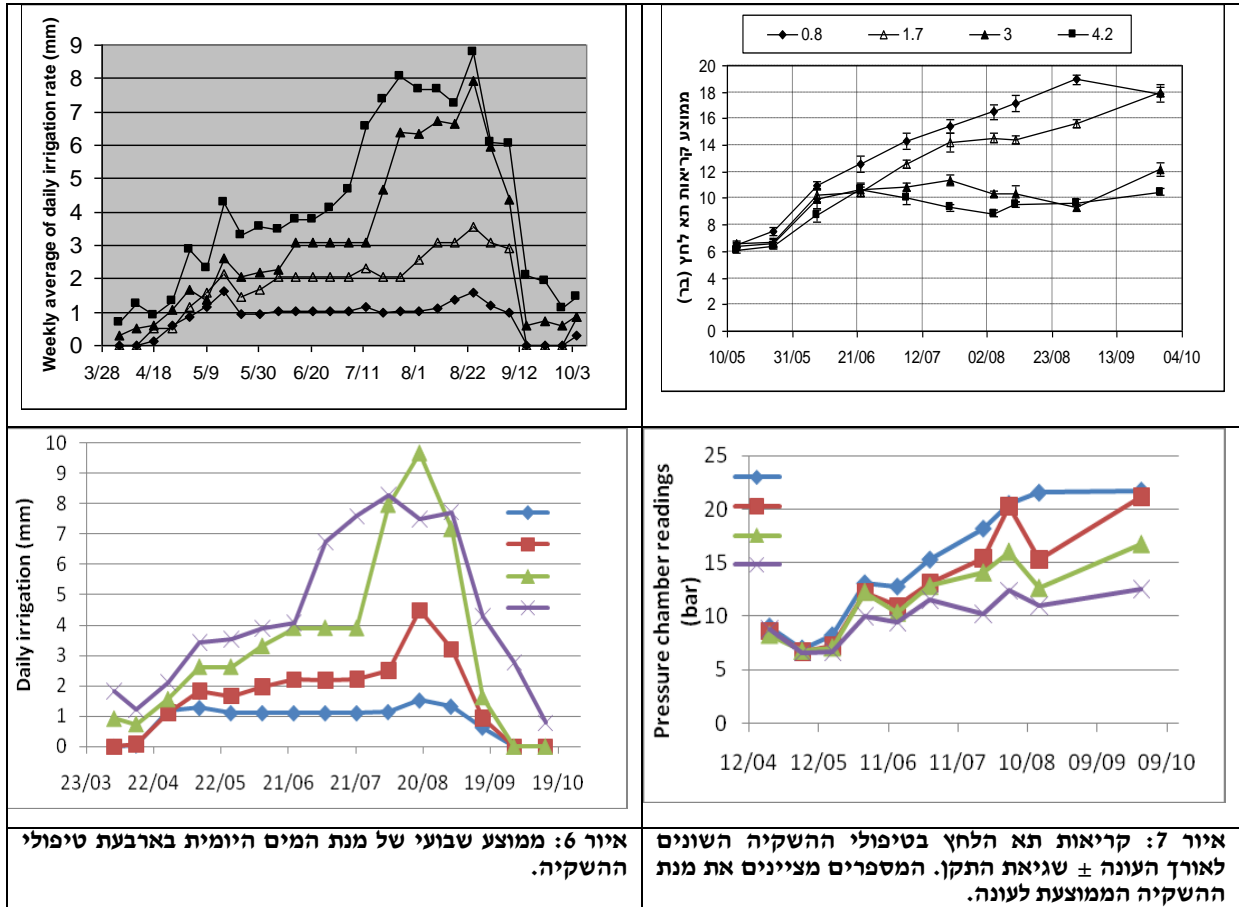 Weekly average of daily irrigation rate (mm)
9
8
7
6
5
4
3
2
1
0
3/28 4/18 5/9 5/30 6/20 7/11 8/1 8/22 9/12 10/3
0.8 1.7 3 4.2
ממוצע קריאות תא לחץ (בר)
20
18
16
14
12
10
8
6
4
2
0
10/05 31/05 21/06 12/07 02/08 23/08 13/09 04/10
Daily irrigation (mm)
10
9
8
7
6
5
4
3
2
1
0
23/03 22/04 22/05 21/06 21/07 20/08 19/09 19/10
Pressure chamber readings
(bar)
25
20
15
10
5
0
12/04 12/05 11/06 11/07 10/08 09/09 09/10
איור 6: ממוצע שבועי של מנת המים היומית בארבעת טיפולי
ההשקיה.
איור 7: קריאות תא הלחץ בטיפולי ההשקיה השונים
לאורך העונה ± שגיאת התקן. המספרים מציינים את מנת
ההשקיה הממוצעת לעונה.